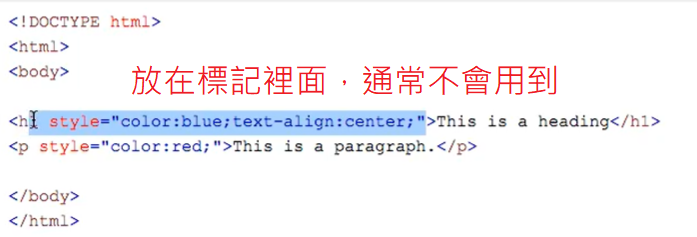 <!DOCTYPE html>
<html>
<body>
放在標記裡面，通常不會用到
<h style="color:blue;text-align:center;">This is a heading</h1>
<p style="color:red;">This is a paragraph.</p>
</body>
</html>